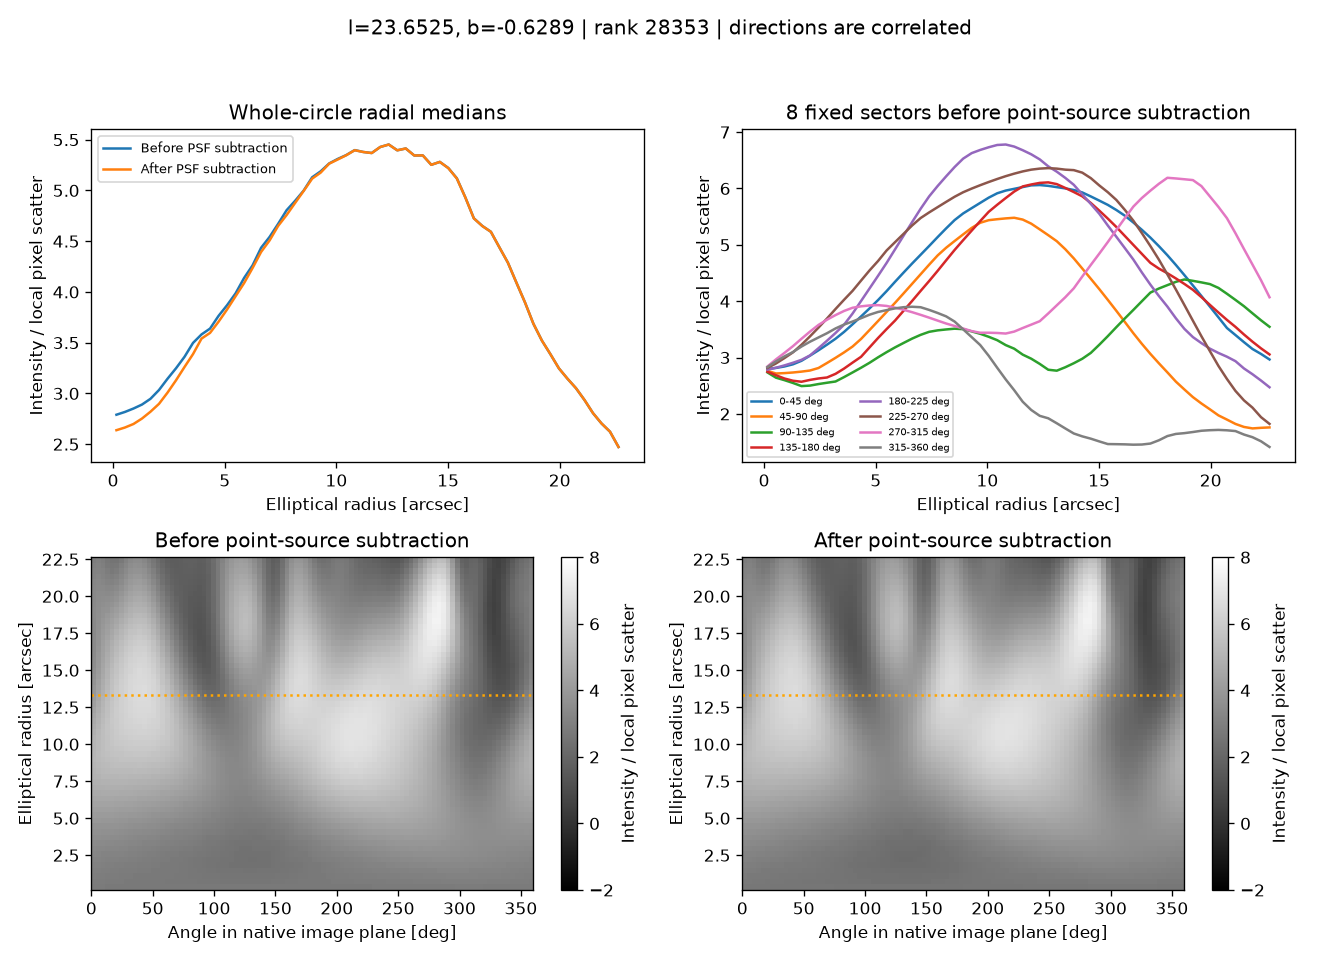 l=23.6525, b=-0.6289 | rank 28353 | directions are correlated
Whole-circle radial medians
5.5
5.0
4.5
4.0
3.5
3.0
2.5
Intensity / local pixel scatter
Before PSF subtraction
After PSF subtraction
0 5 10 15 20
Elliptical radius [arcsec]
8 fixed sectors before point-source subtraction
7
6
5
4
3
2
Intensity / local pixel scatter
0-45 deg
45-90 deg
90-135 deg
135-180 deg
180-225 deg
225-270 deg
270-315 deg
315-360 deg
0 5 10 15 20
Elliptical radius [arcsec]
Before point-source subtraction
22.5
20.0
17.5
15.0
12.5
10.0
7.5
5.0
2.5
Elliptical radius [arcsec]
0 50 100 150 200 250 300 350
Angle in native image plane [deg]
8
6
4
2
0
−2
Intensity / local pixel scatter
After point-source subtraction
22.5
20.0
17.5
15.0
12.5
10.0
7.5
5.0
2.5
Elliptical radius [arcsec]
0 50 100 150 200 250 300 350
Angle in native image plane [deg]
8
6
4
2
0
−2
Intensity / local pixel scatter